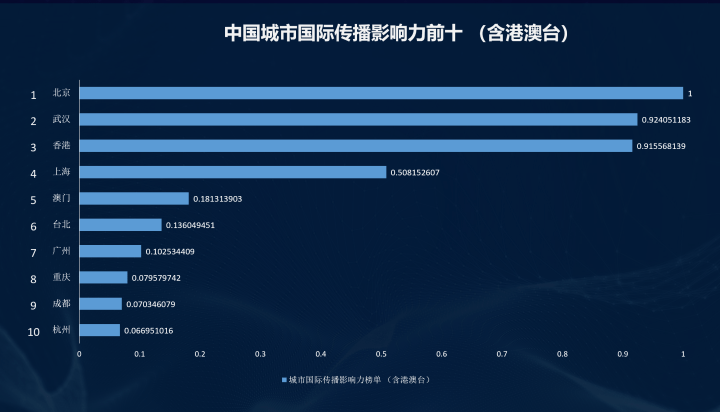 中国城市国际传播影响力前十 （含港澳台）
1 北京 1
2 武汉 0.924051183
3 香港 0.915568139
4 上海 0.508152607
5 澳门 0.181313903
6 台北 0.136049451
7 广州 0.102534409
8 重庆 0.079579742
9 成都 0.070346079
10 杭州 0.066951016
0 0.1 0.2 0.3 0.4 0.5 0.6 0.7 0.8 0.9 1
城市国际传播影响力榜单 （含港澳台）